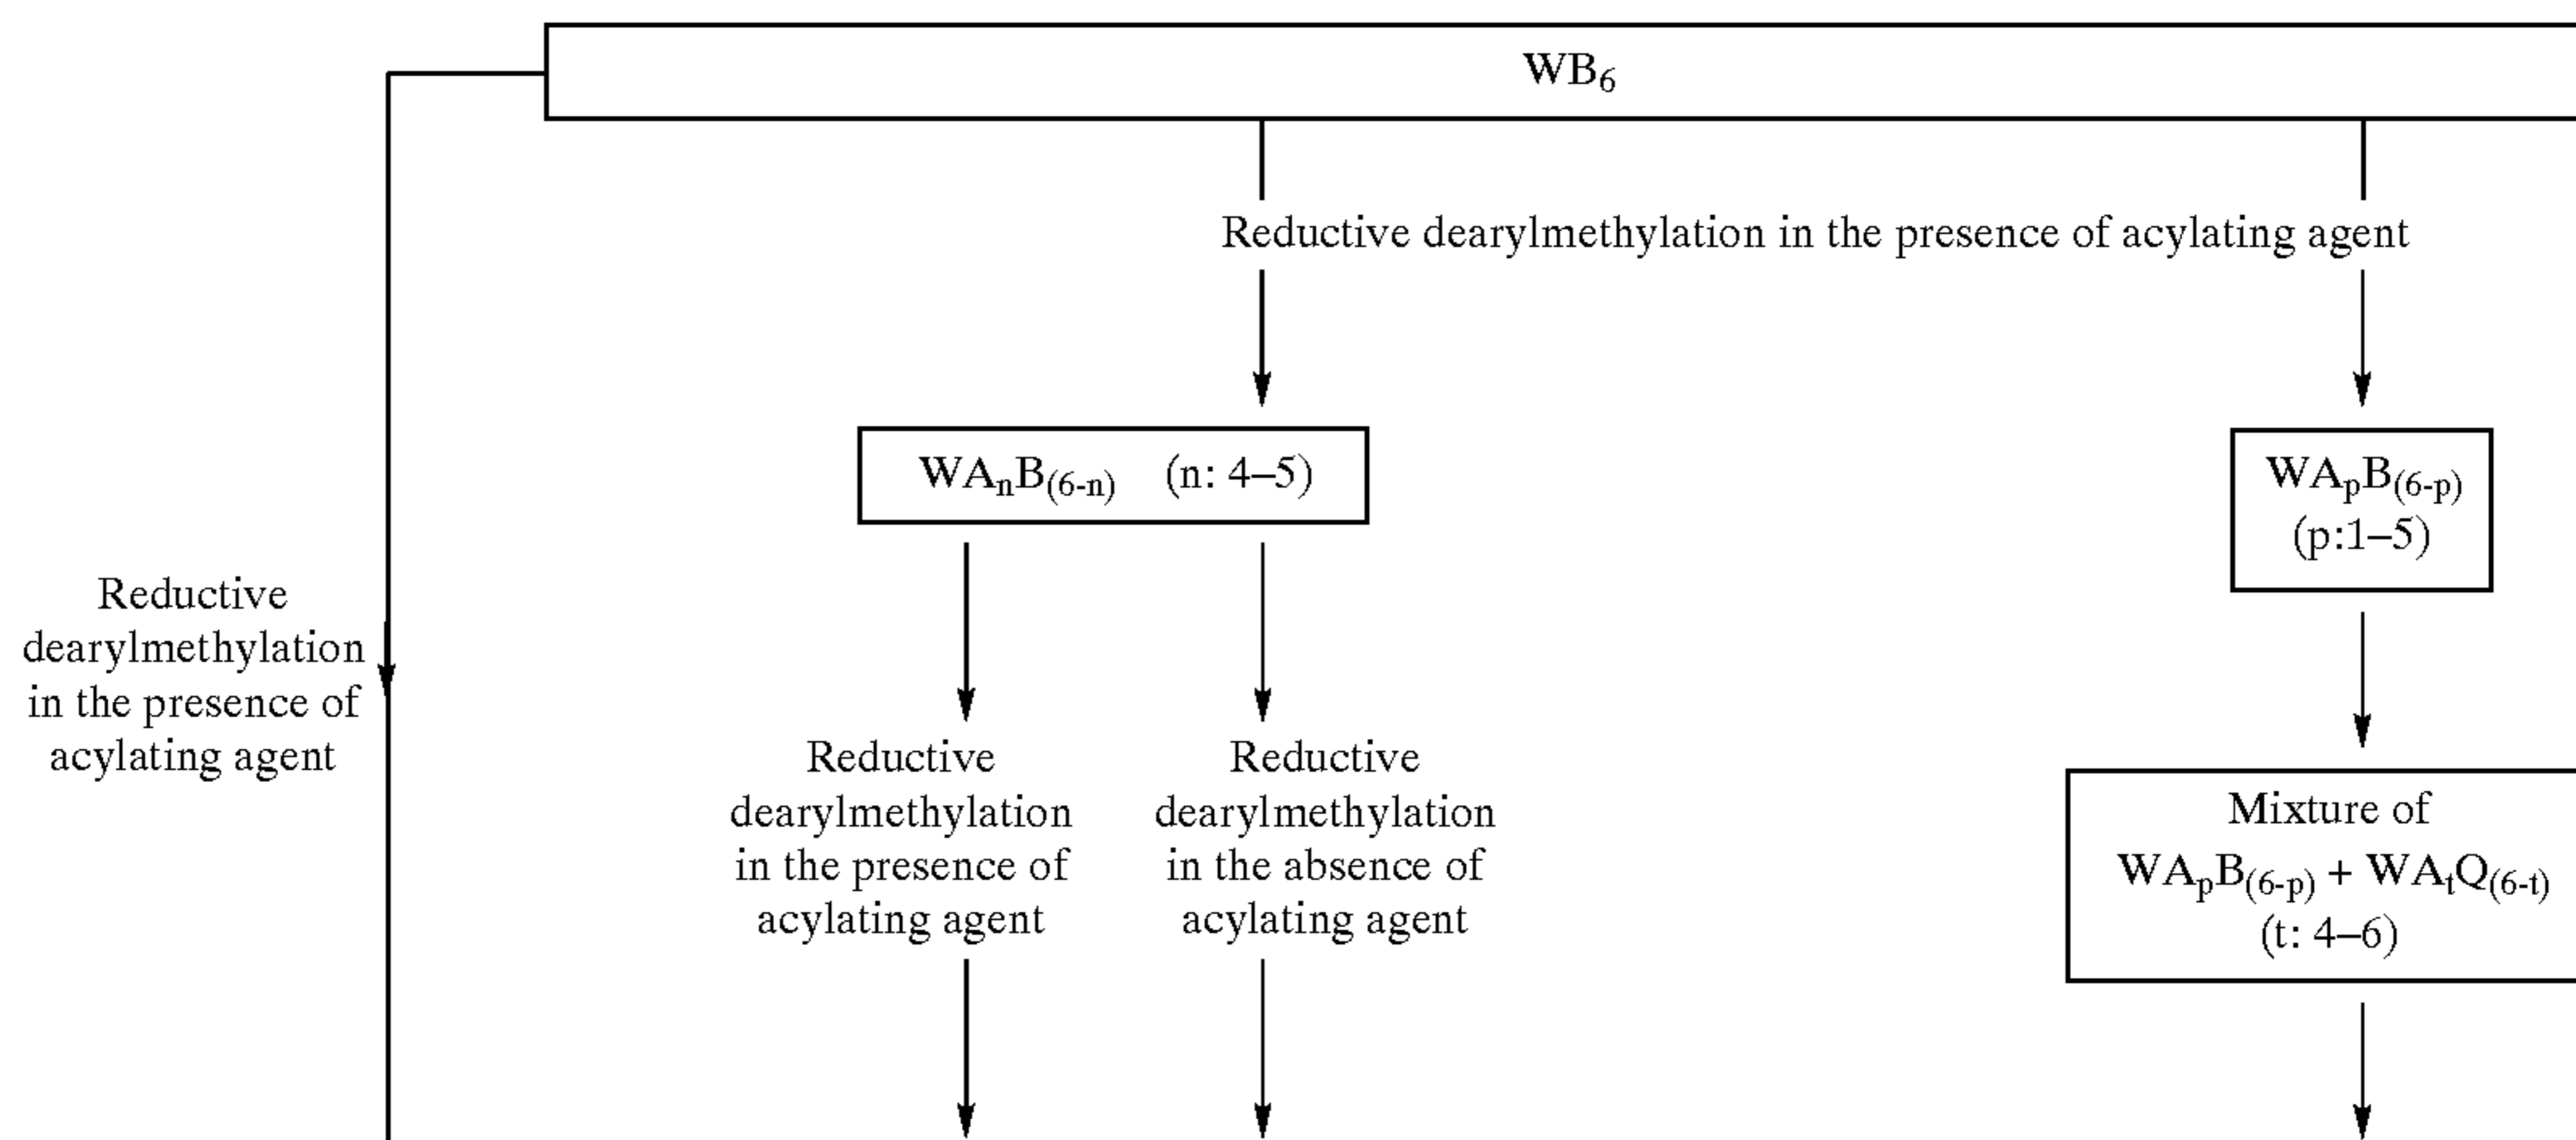 WB₆
Reductive dearylmethylation in the presence of acylating agent
WAₙB₍₆₋ₙ₎ (n: 4–5)
WAₚB₍₆₋ₚ₎
(p:1–5)
Reductive
dearylmethylation
in the presence of
acylating agent
Reductive
dearylmethylation
in the presence of
acylating agent
Reductive
dearylmethylation
in the absence of
acylating agent
Mixture of
WAₚB₍₆₋ₚ₎ + WAₜQ₍₆₋ₜ₎
(t: 4–6)